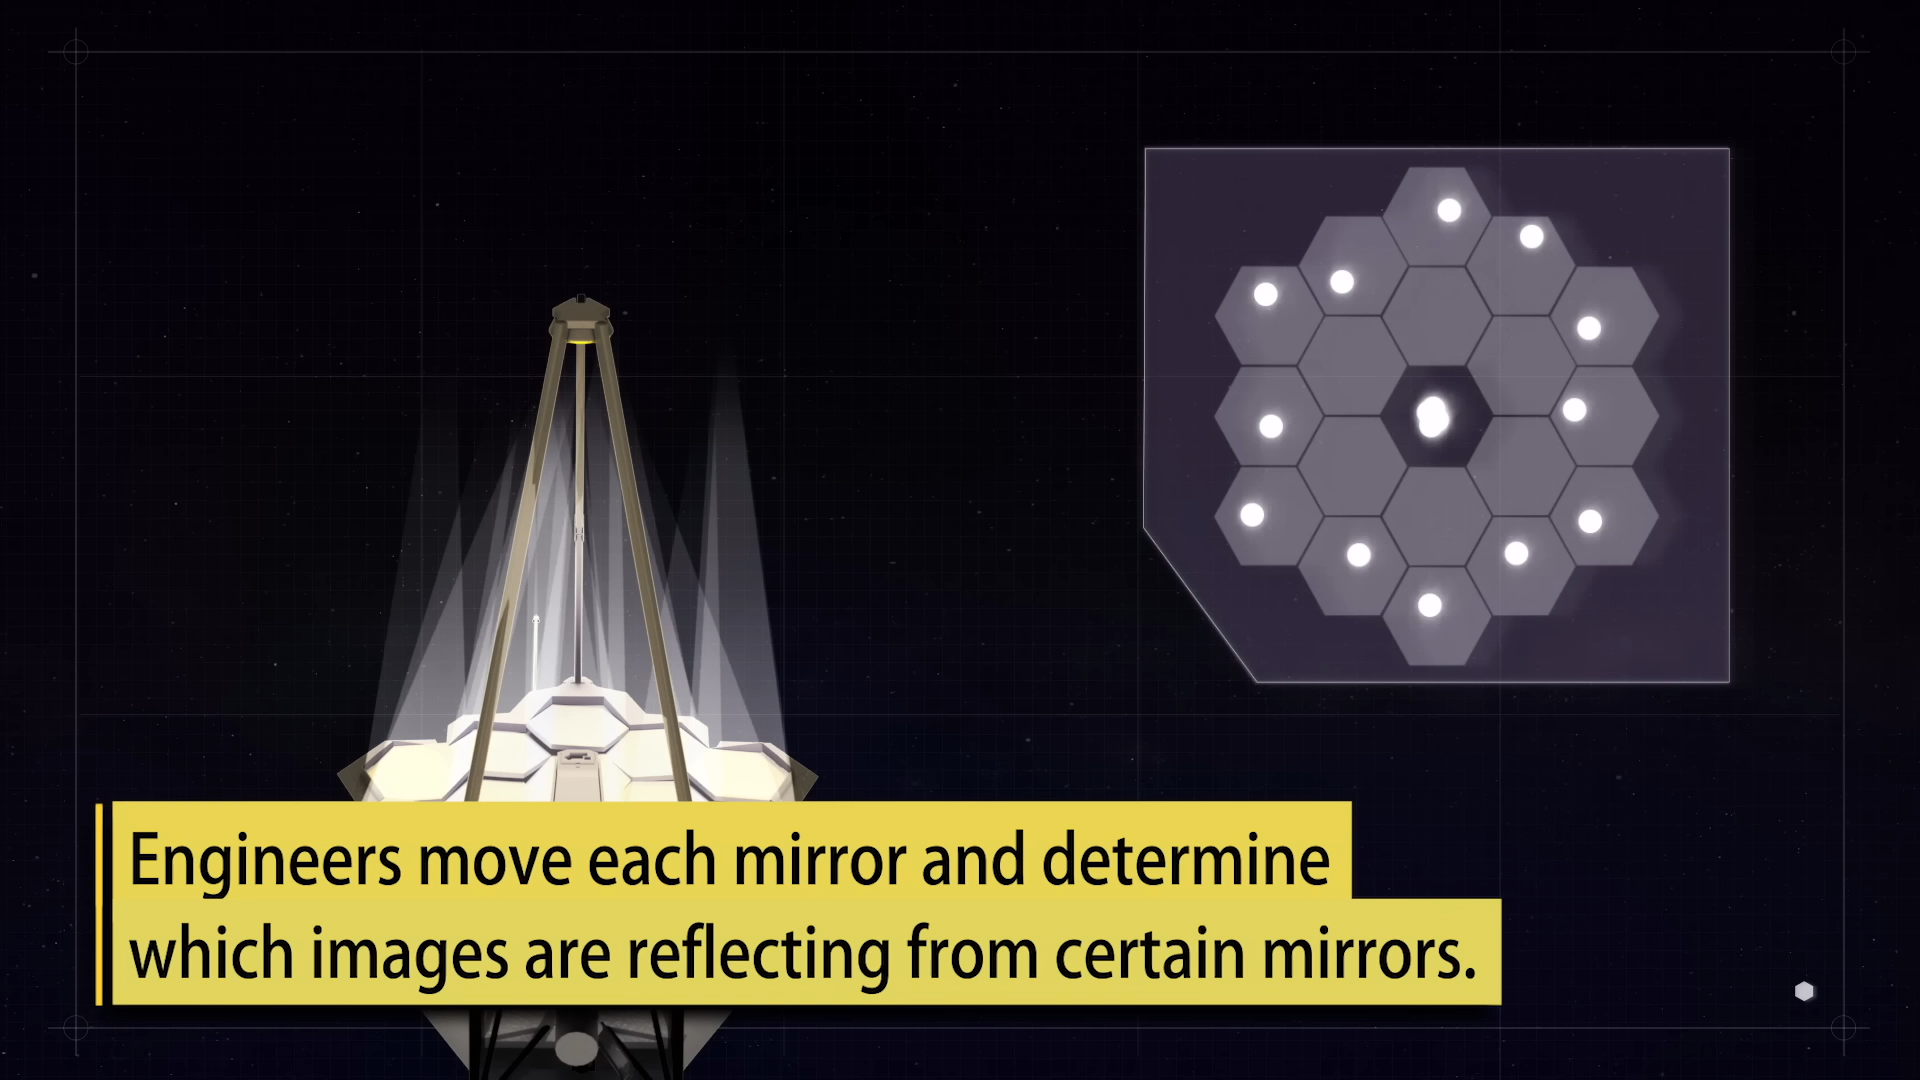 Engineers move each mirror and determine
which images are reflecting from certain mirrors.